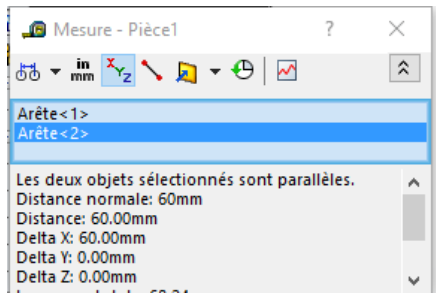 Mesure - Pièce1
in
mm
X
Y
Z
Arête<1>
Arête<2>
Les deux objets sélectionnés sont parallèles.
Distance normale: 60mm
Distance: 60.00mm
Delta X: 60.00mm
Delta Y: 0.00mm
Delta Z: 0.00mm